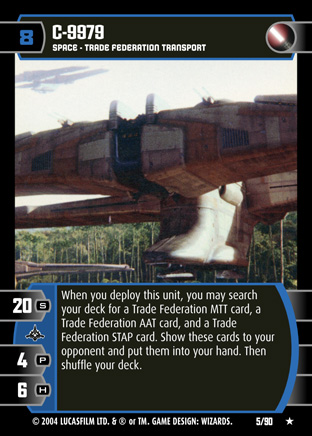 8
C-9979
SPACE - TRADE FEDERATION TRANSPORT
20 S
4 P
6 H
When you deploy this unit, you may search
your deck for a Trade Federation MTT card, a
Trade Federation AAT card, and a Trade
Federation STAP card. Show these cards to your
opponent and put them into your hand. Then
shuffle your deck.
© 2004 LUCASFILM LTD. & ® or TM. GAME DESIGN: WIZARDS.
5/90 ★